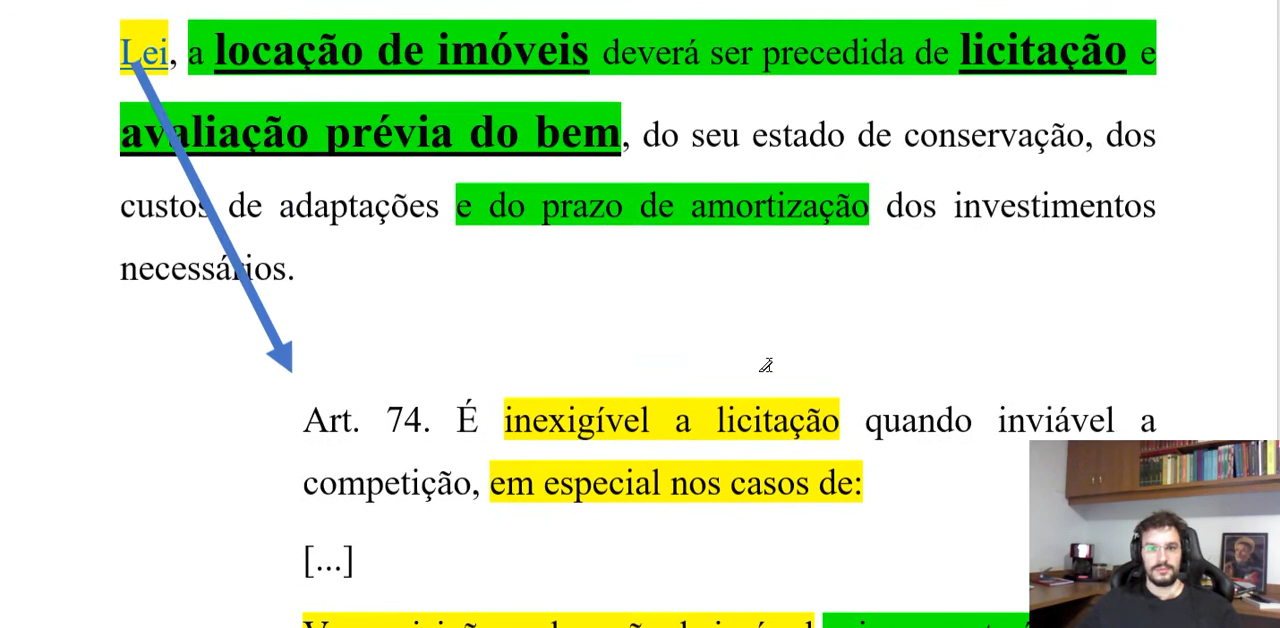 Lei, a locação de imóveis deverá ser precedida de licitação e
avaliação prévia do bem, do seu estado de conservação, dos
custos de adaptações e do prazo de amortização dos investimentos
necessários.
Art. 74. É inexigível a licitação quando inviável a
competição, em especial nos casos de:
[...]